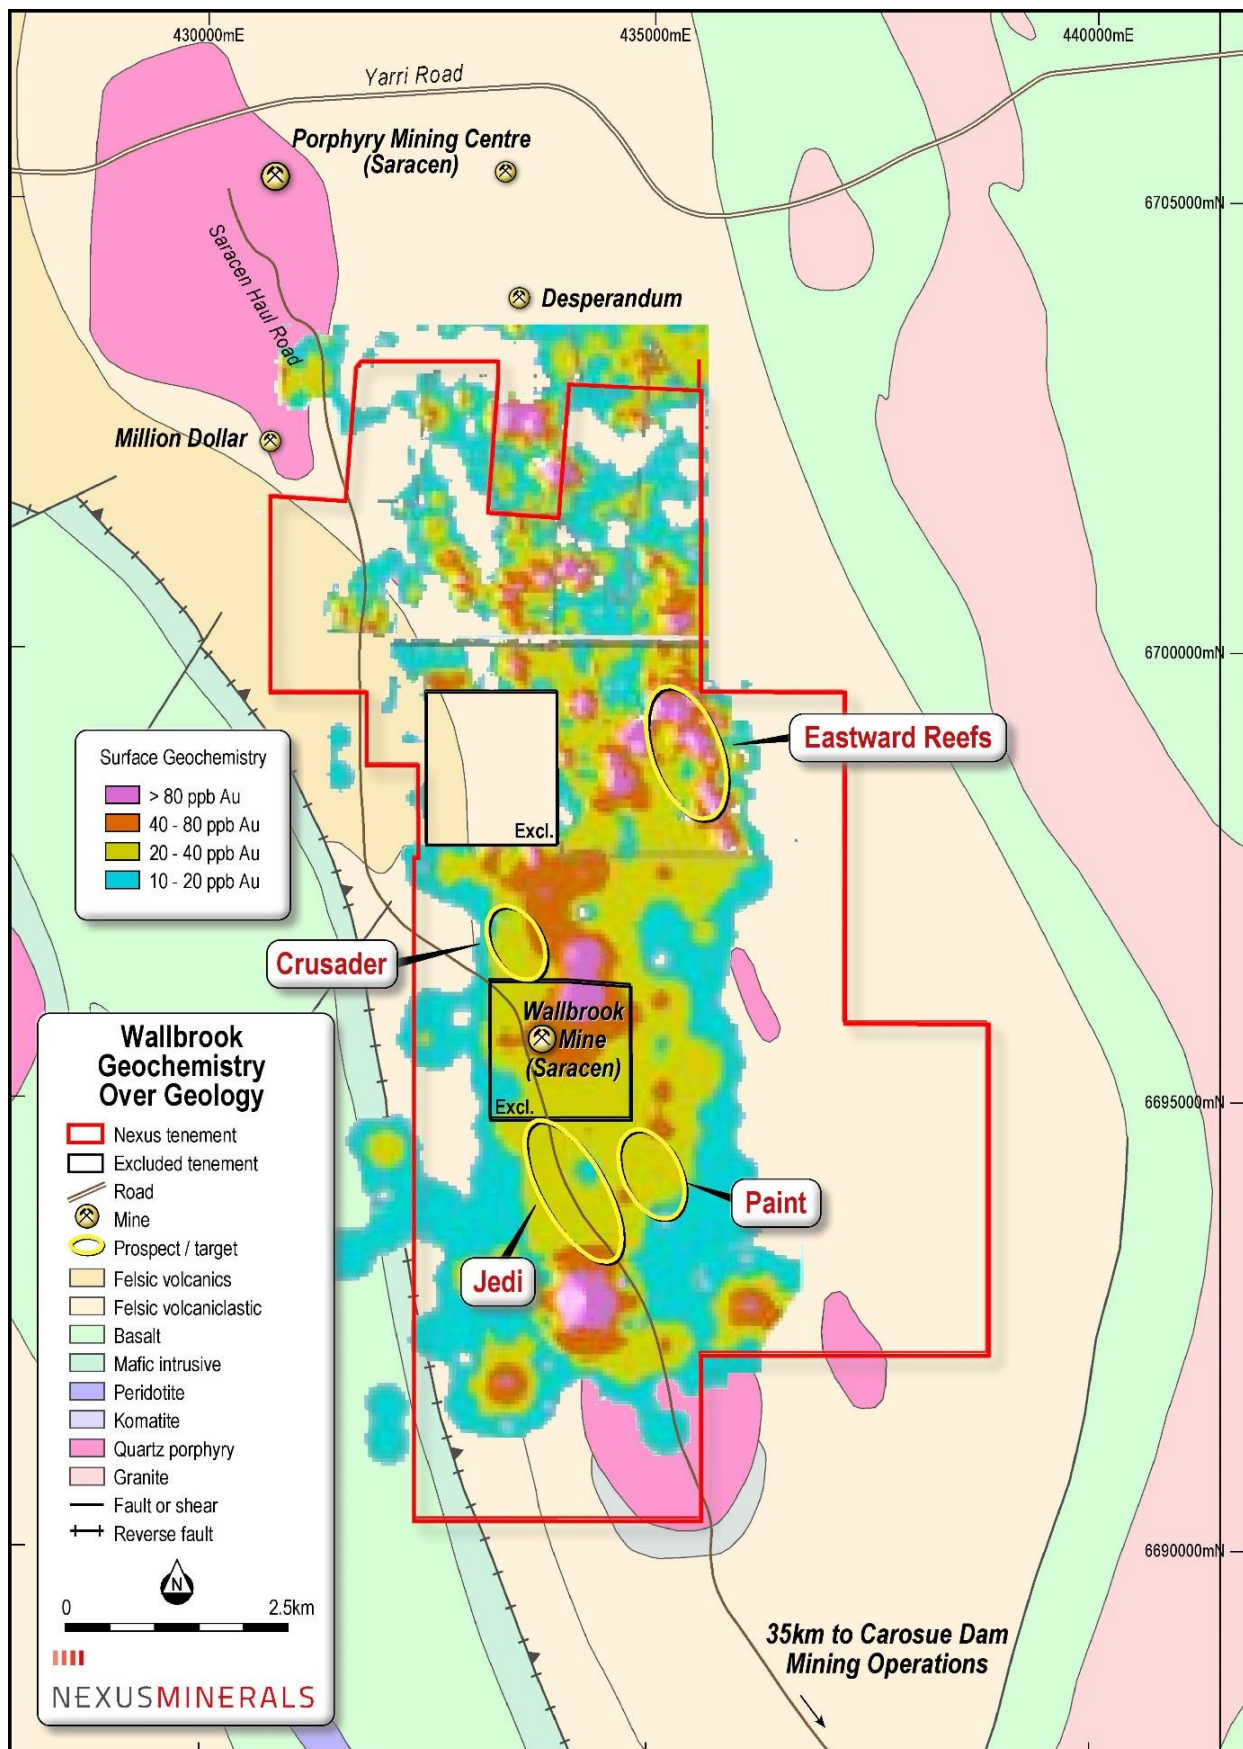 430000mE
435000mE
440000mE
Yarri Road
Porphyry Mining Centre
(Saracen)
6705000mN
Saracen Haul Road
Desperandum
Million Dollar
6700000mN
Eastward Reefs
Surface Geochemistry
> 80 ppb Au
40 - 80 ppb Au
20 - 40 ppb Au
10 - 20 ppb Au
Excl.
Crusader
Wallbrook
Mine
(Saracen)
Excl.
6695000mN
Paint
Jedi
Wallbrook
Geochemistry
Over Geology
Nexus tenement
Excluded tenement
Road
Mine
Prospect / target
Felsic volcanics
Felsic volcaniclastic
Basalt
Mafic intrusive
Peridotite
Komatite
Quartz porphyry
Granite
Fault or shear
Reverse fault
N
0 2.5km
NEXUSMINERALS
6690000mN
35km to Carosue Dam
Mining Operations